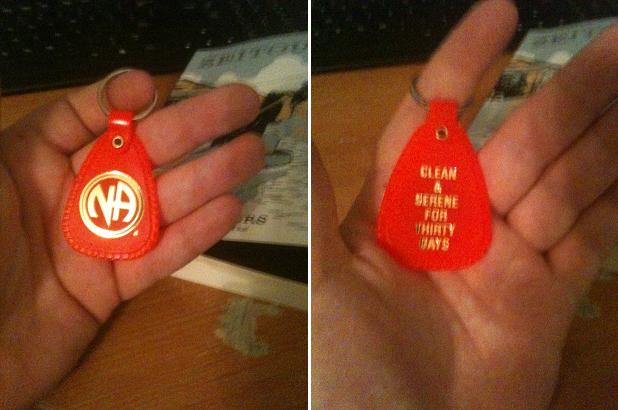 NA
CLEAN
&
SERENE
FOR
THIRTY
DAYS